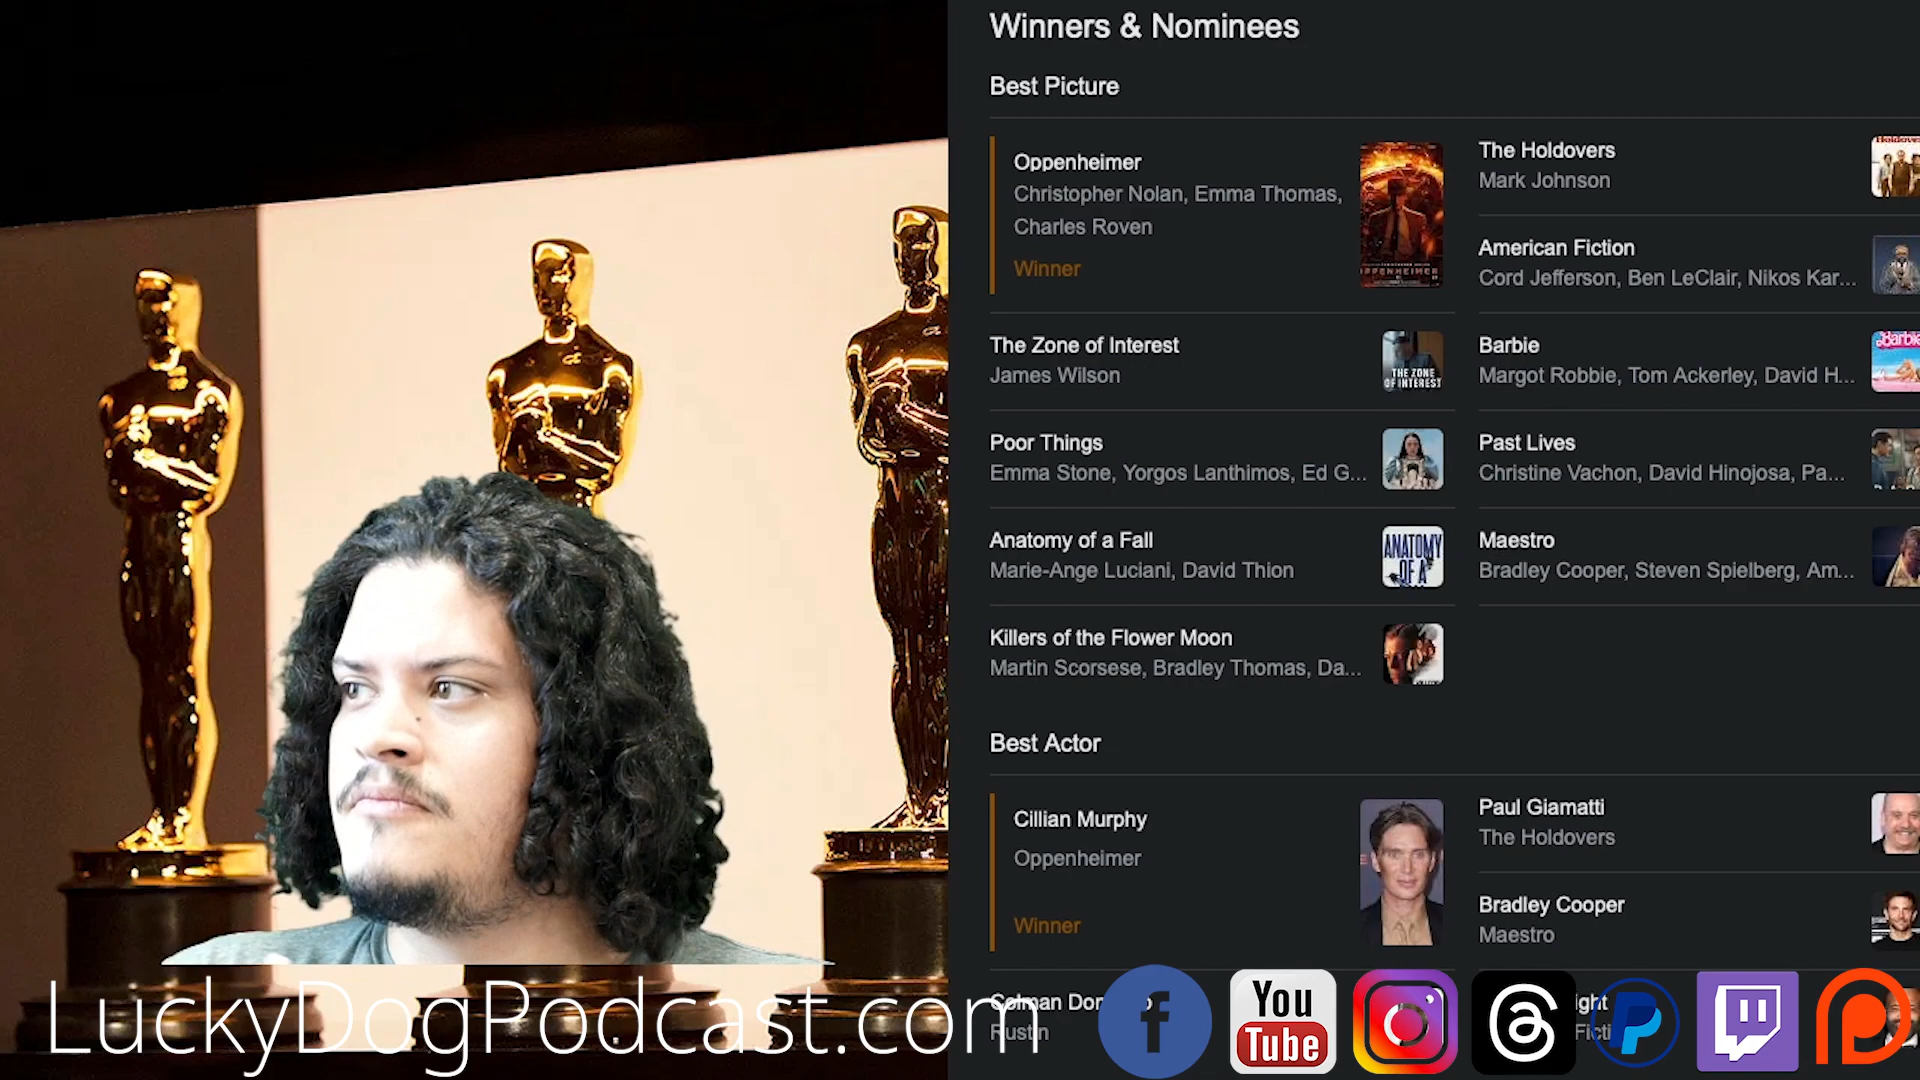 Winners & Nominees
Best Picture
Oppenheimer
Christopher Nolan, Emma Thomas,
Charles Roven
Winner
OPPENHEIMER
The Holdovers
Mark Johnson
American Fiction
Cord Jefferson, Ben LeClair, Nikos Kar...
The Zone of Interest
James Wilson
THE ZONE
OF INTEREST
Barbie
Margot Robbie, Tom Ackerley, David H...
Barbie
Poor Things
Emma Stone, Yorgos Lanthimos, Ed G...
Past Lives
Christine Vachon, David Hinojosa, Pa...
Anatomy of a Fall
Marie-Ange Luciani, David Thion
ANATOMY
OF A
Maestro
Bradley Cooper, Steven Spielberg, Am...
Killers of the Flower Moon
Martin Scorsese, Bradley Thomas, Da...
Best Actor
Cillian Murphy
Oppenheimer
Winner
Paul Giamatti
The Holdovers
Bradley Cooper
Maestro
Colman Dom
Rustin
LuckyDogPodcast.com
You
Tube